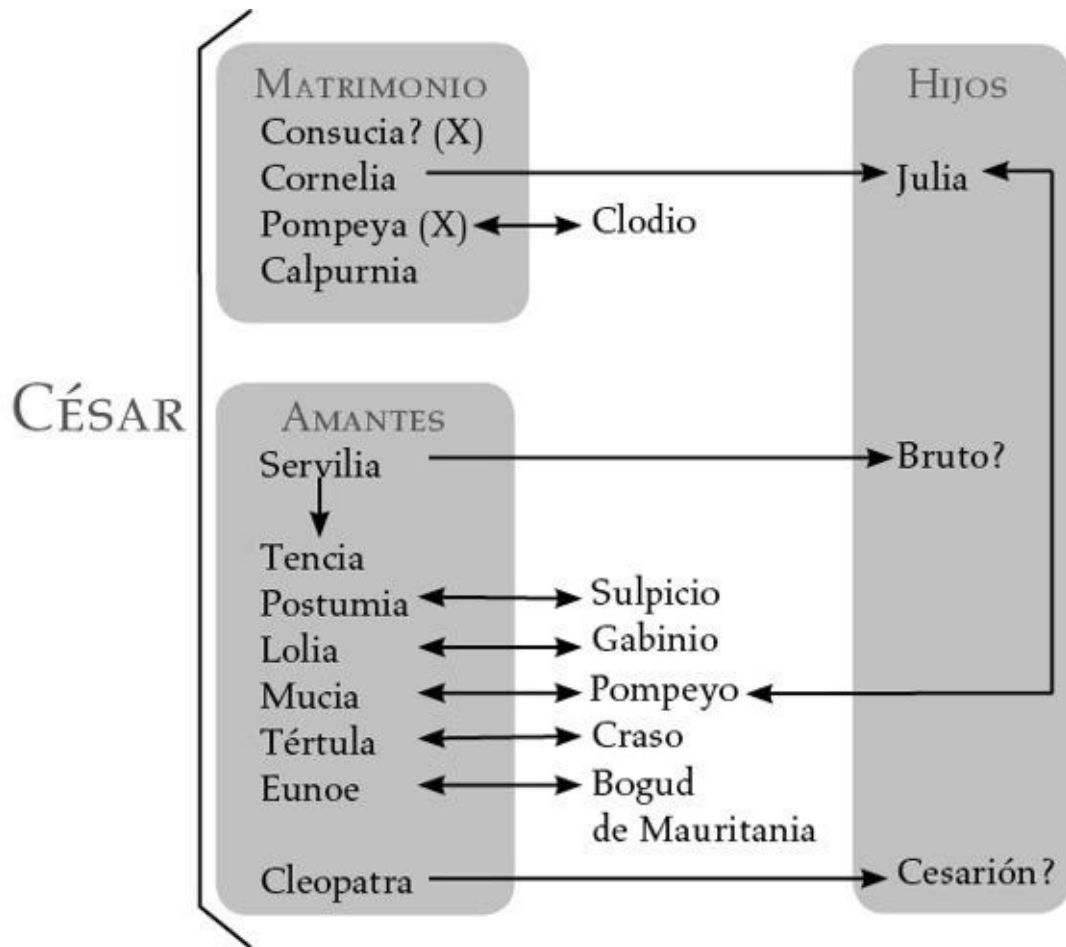 CÉSAR
MATRIMONIO
Consucia? (X)
Cornelia
Pompeya (X)
Calpurnia
Clodio
HIJOS
Julia
AMANTES
Servilia
Tencia
Postumia
Lolia
Mucia
Tértula
Eunoe
Cleopatra
Sulpicio
Gabinio
Pompeyo
Craso
Bogud
de Mauritania
Bruto?
Cesarión?